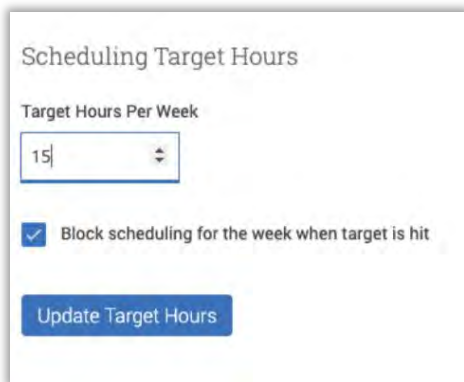 Scheduling Target Hours
Target Hours Per Week
15
Block scheduling for the week when target is hit
Update Target Hours